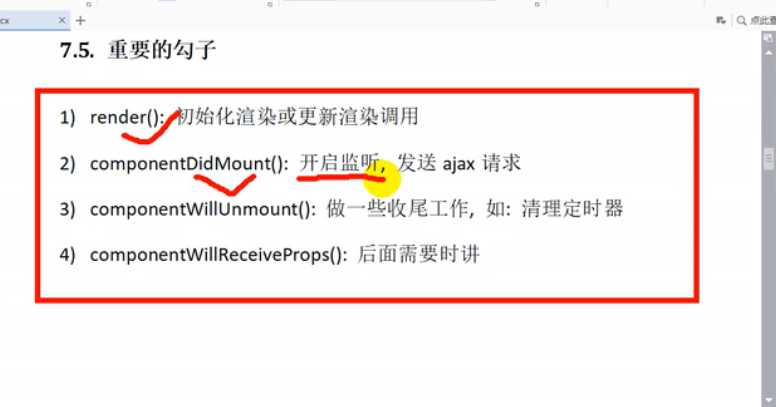 cx × +
点此查
7.5. 重要的勾子
1) render(): 初始化渲染或更新渲染调用
2) componentDidMount(): 开启监听, 发送 ajax 请求
3) componentWillUnmount(): 做一些收尾工作, 如: 清理定时器
4) componentWillReceiveProps(): 后面需要时讲